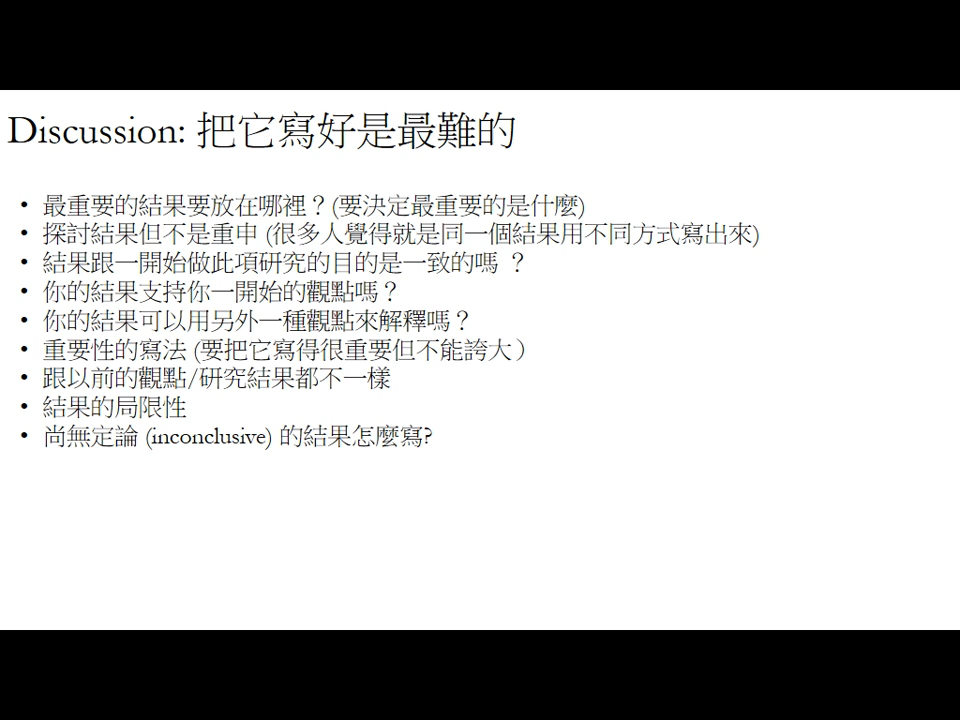 Discussion: 把它寫好是最難的
• 最重要的結果要放在哪裡？(要決定最重要的是什麼)
• 探討結果但不是重申 (很多人覺得就是同一個結果用不同方式寫出來)
• 結果跟一開始做此項研究的目的是一致的嗎 ？
• 你的結果支持你一開始的觀點嗎？
• 你的結果可以用另外一種觀點來解釋嗎？
• 重要性的寫法 (要把它寫得很重要但不能誇大）
• 跟以前的觀點/研究結果都不一樣
• 結果的局限性
• 尚無定論 (inconclusive) 的結果怎麼寫?